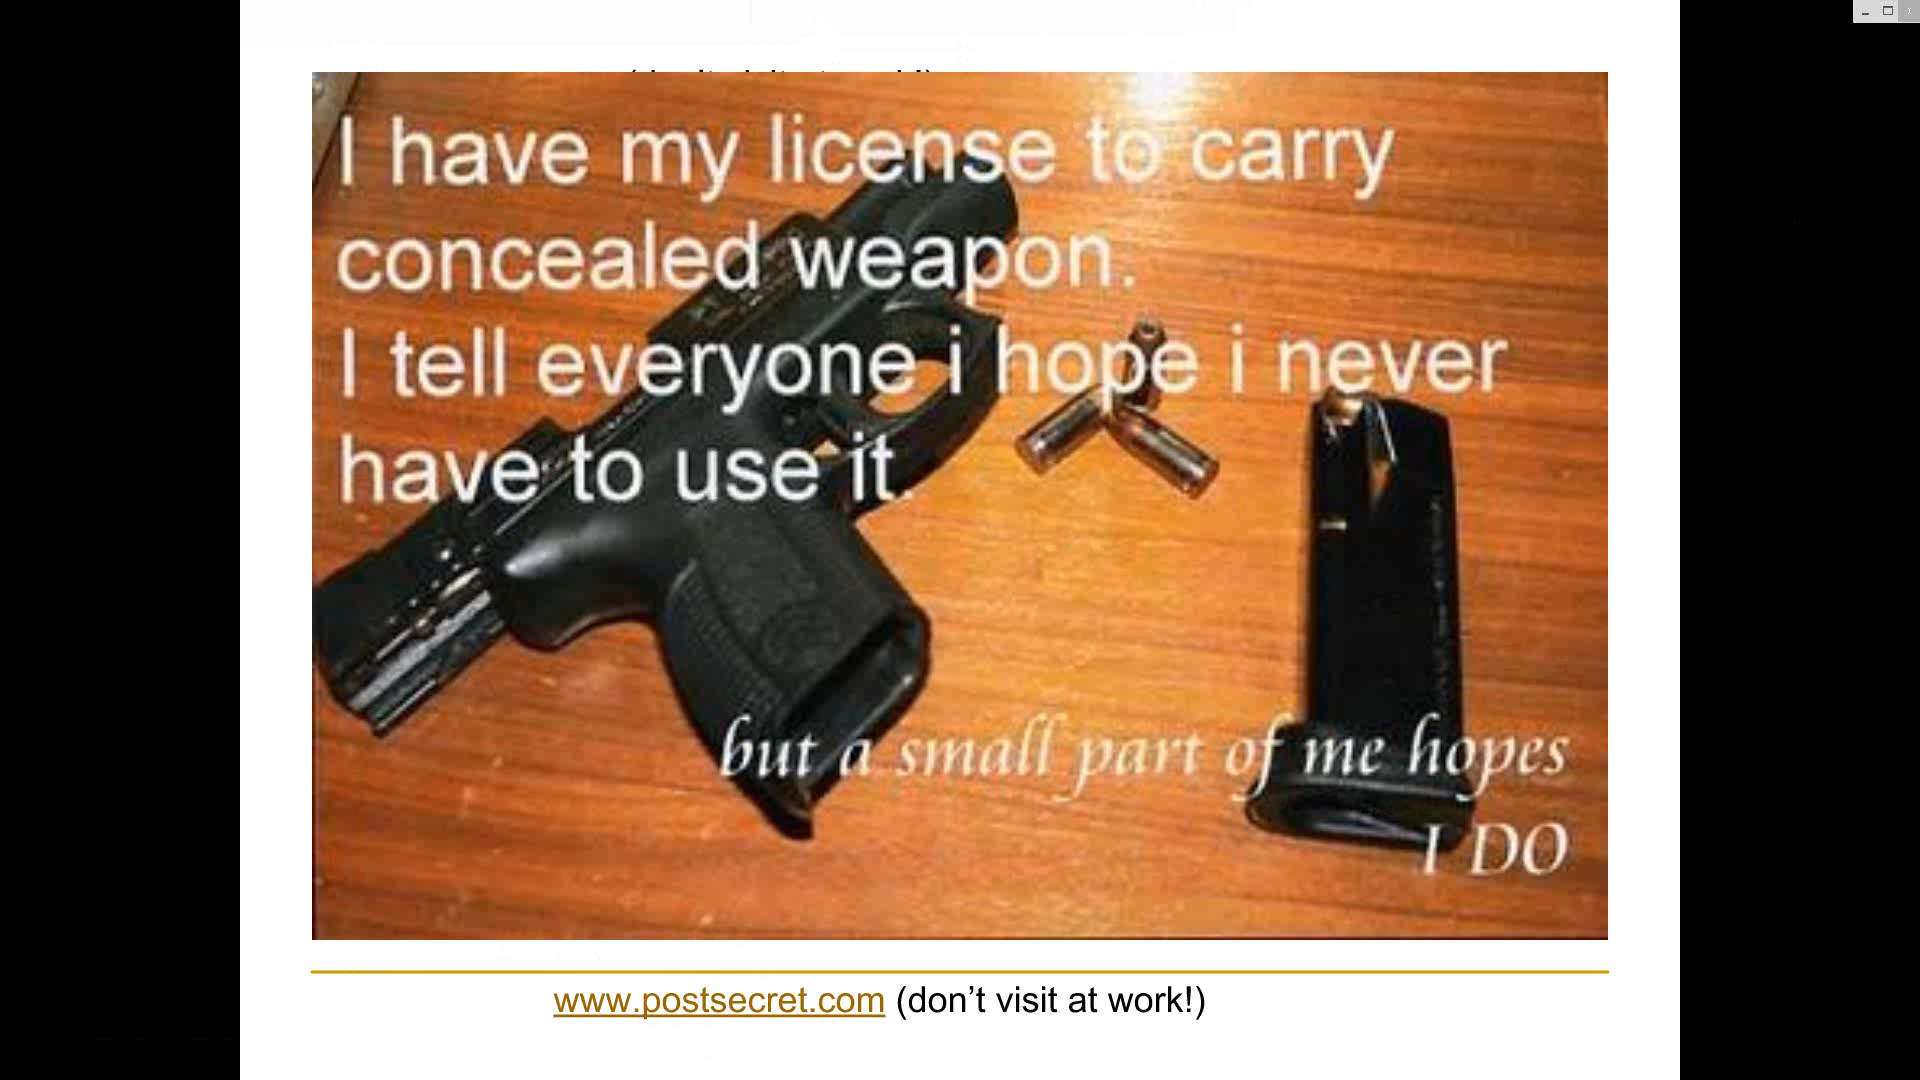 I have my license to carry
concealed weapon.
I tell everyone i hope i never
have to use it.
but a small part of me hopes
I DO
www.postsecret.com (don’t visit at work!)